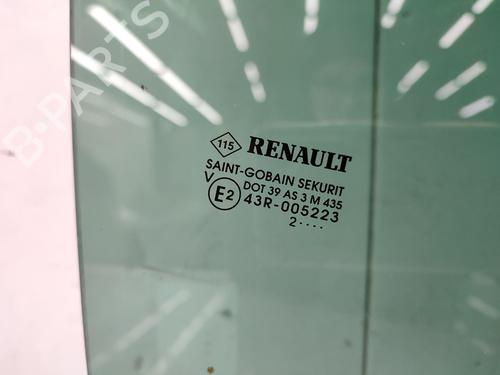 B-PARTS
115 RENAULT
SAINT-GOBAIN SEKURIT
V E2 DOT 39 AS 3 M 435
43R-005223
2····